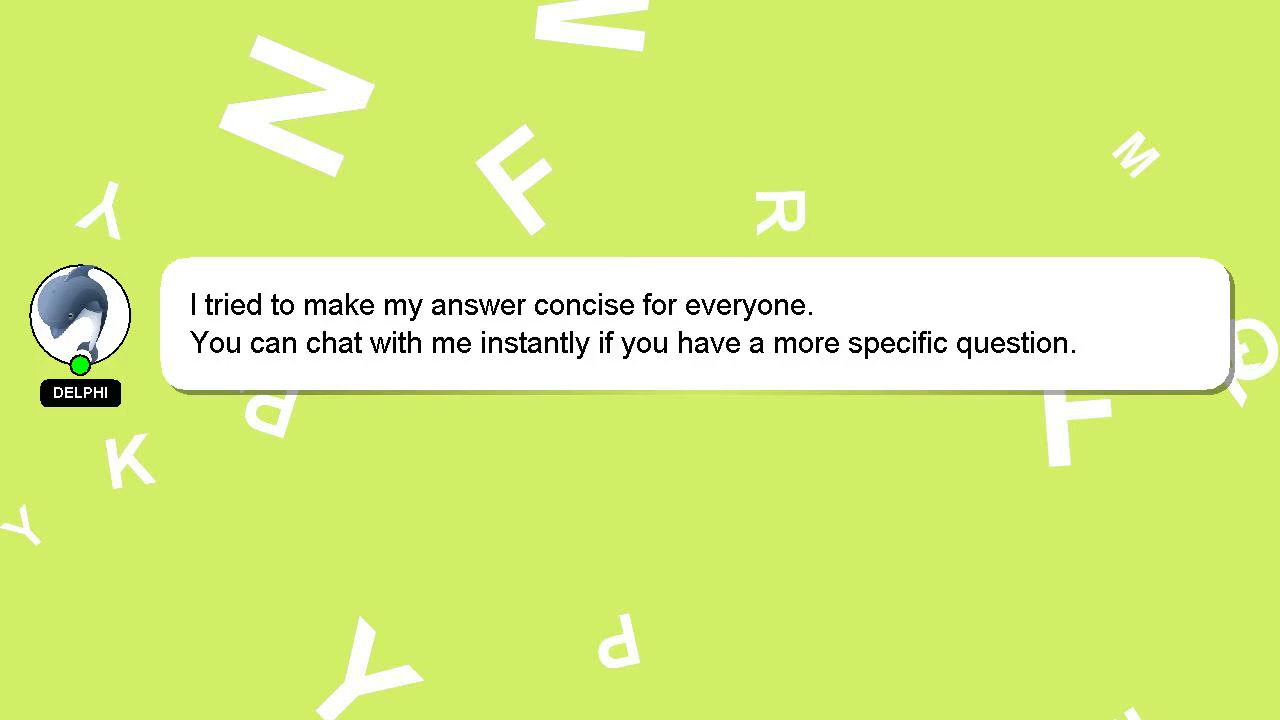 N
F
M
Y
R
I tried to make my answer concise for everyone.
You can chat with me instantly if you have a more specific question.
DELPHI
P
F
K
Y
Y
P